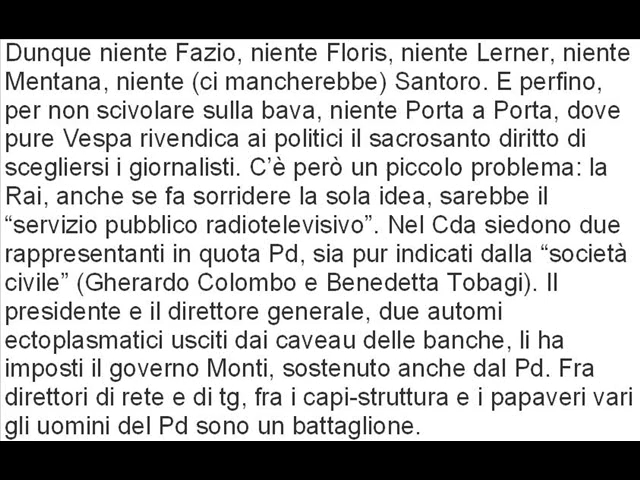 Dunque niente Fazio, niente Floris, niente Lerner, niente
Mentana, niente (ci mancherebbe) Santoro. E perfino,
per non scivolare sulla bava, niente Porta a Porta, dove
pure Vespa rivendica ai politici il sacrosanto diritto di
scegliersi i giornalisti. C’è però un piccolo problema: la
Rai, anche se fa sorridere la sola idea, sarebbe il
“servizio pubblico radiotelevisivo”. Nel Cda siedono due
rappresentanti in quota Pd, sia pur indicati dalla “società
civile” (Gherardo Colombo e Benedetta Tobagi). Il
presidente e il direttore generale, due automi
ectoplasmatici usciti dai caveau delle banche, li ha
imposti il governo Monti, sostenuto anche dal Pd. Fra
direttori di rete e di tg, fra i capi-struttura e i papaveri vari
gli uomini del Pd sono un battaglione.